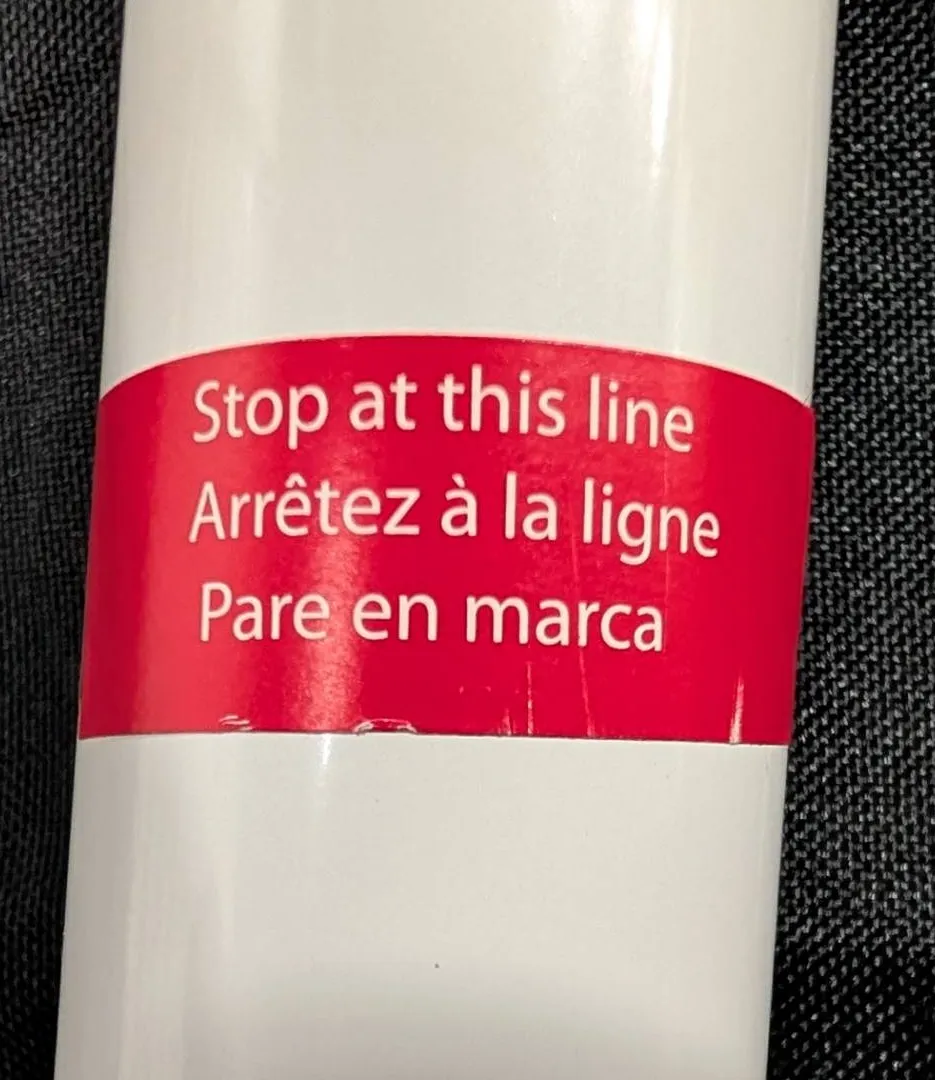 Stop at this line
Arrêtez à la ligne
Pare en marca